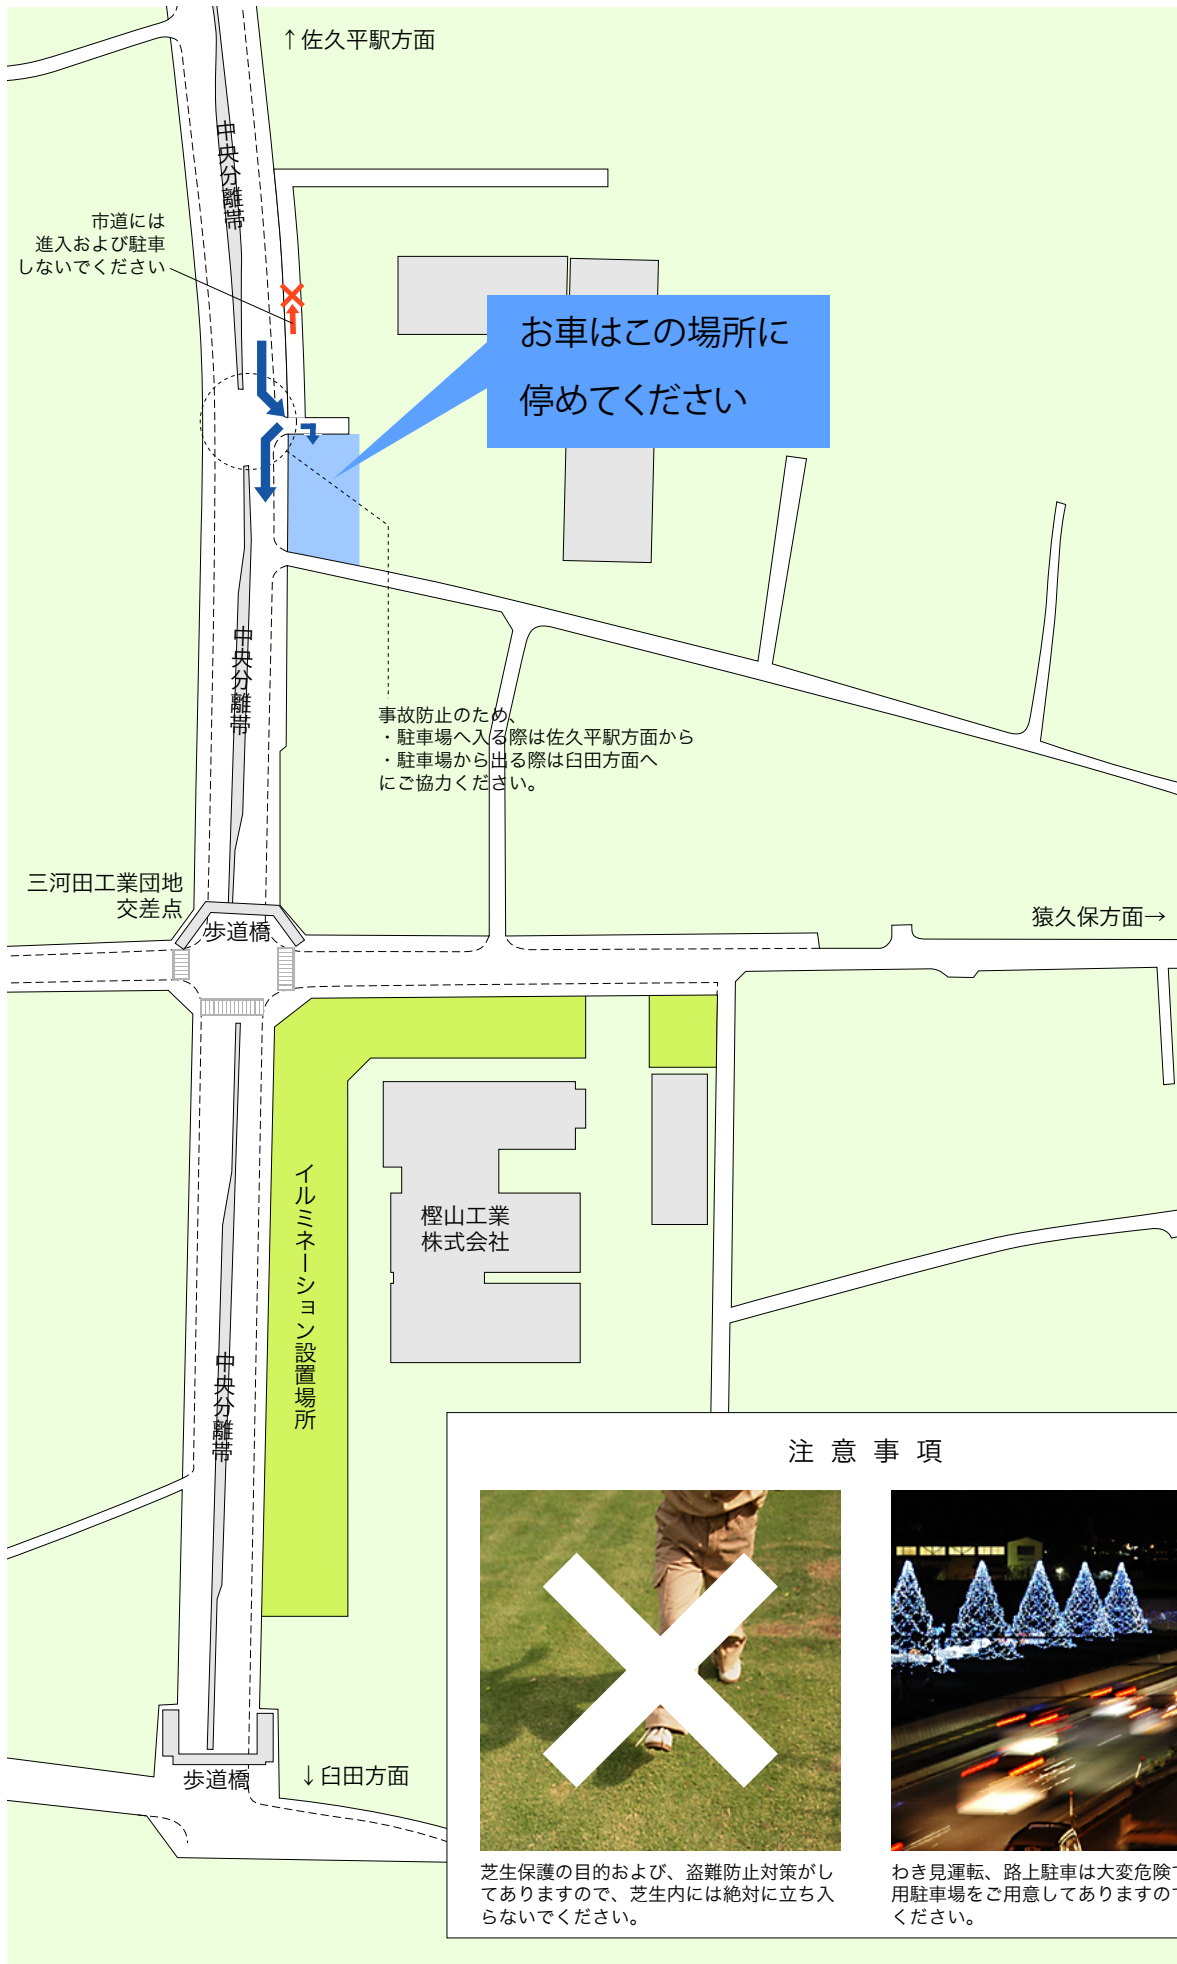 ↑佐久平駅方面
中央分離帯
市道には
進入および駐車
しないでください
お車はこの場所に
停めてください
中央分離帯
事故防止のため、
・駐車場へ入る際は佐久平駅方面から
・駐車場から出る際は臼田方面へ
にご協力ください。
三河田工業団地
交差点
歩道橋
猿久保方面→
イルミネーション設置場所
樫山工業
株式会社
中央分離帯
歩道橋
↓臼田方面
注意事項
芝生保護の目的および、盗難防止対策がし
てありますので、芝生内には絶対に立ち入
らないでください。
わき見運転、路上駐車は大変危険
用駐車場をご用意してありますので
ください。